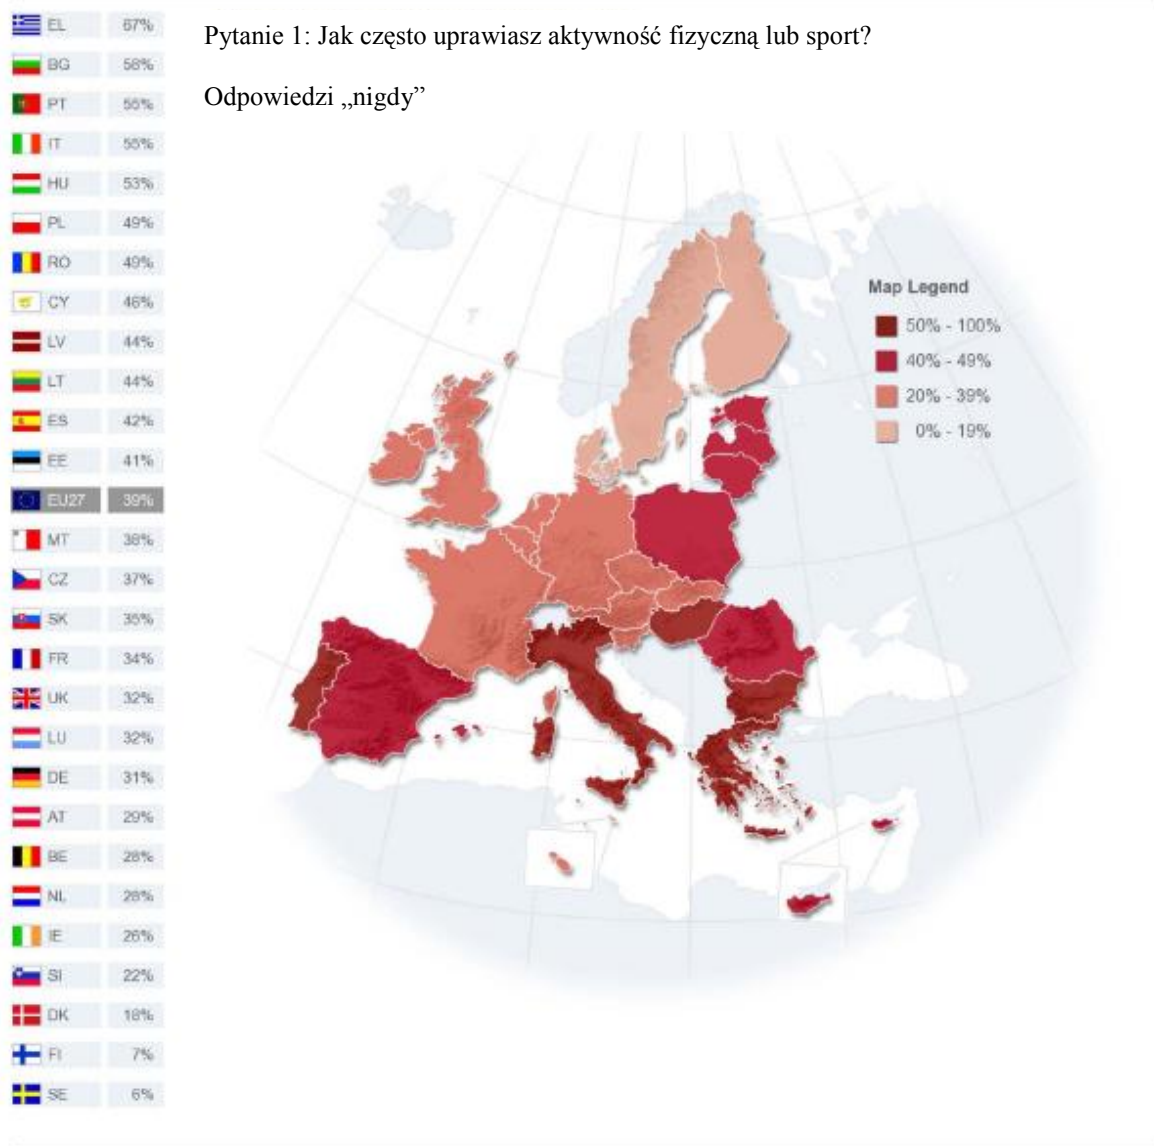 Pytanie 1: Jak często uprawiasz aktywność fizyczną lub sport?
Odpowiedzi „nigdy”
EL 67%
BG 58%
PT 55%
IT 55%
HU 53%
PL 49%
RO 49%
CY 46%
LV 44%
LT 44%
ES 42%
EE 41%
EU27 39%
MT 38%
CZ 37%
SK 35%
FR 34%
UK 32%
LU 32%
DE 31%
AT 29%
BE 28%
NL 28%
IE 26%
SI 22%
DK 18%
FI 7%
SE 6%
Map Legend
50% - 100%
40% - 49%
20% - 39%
0% - 19%